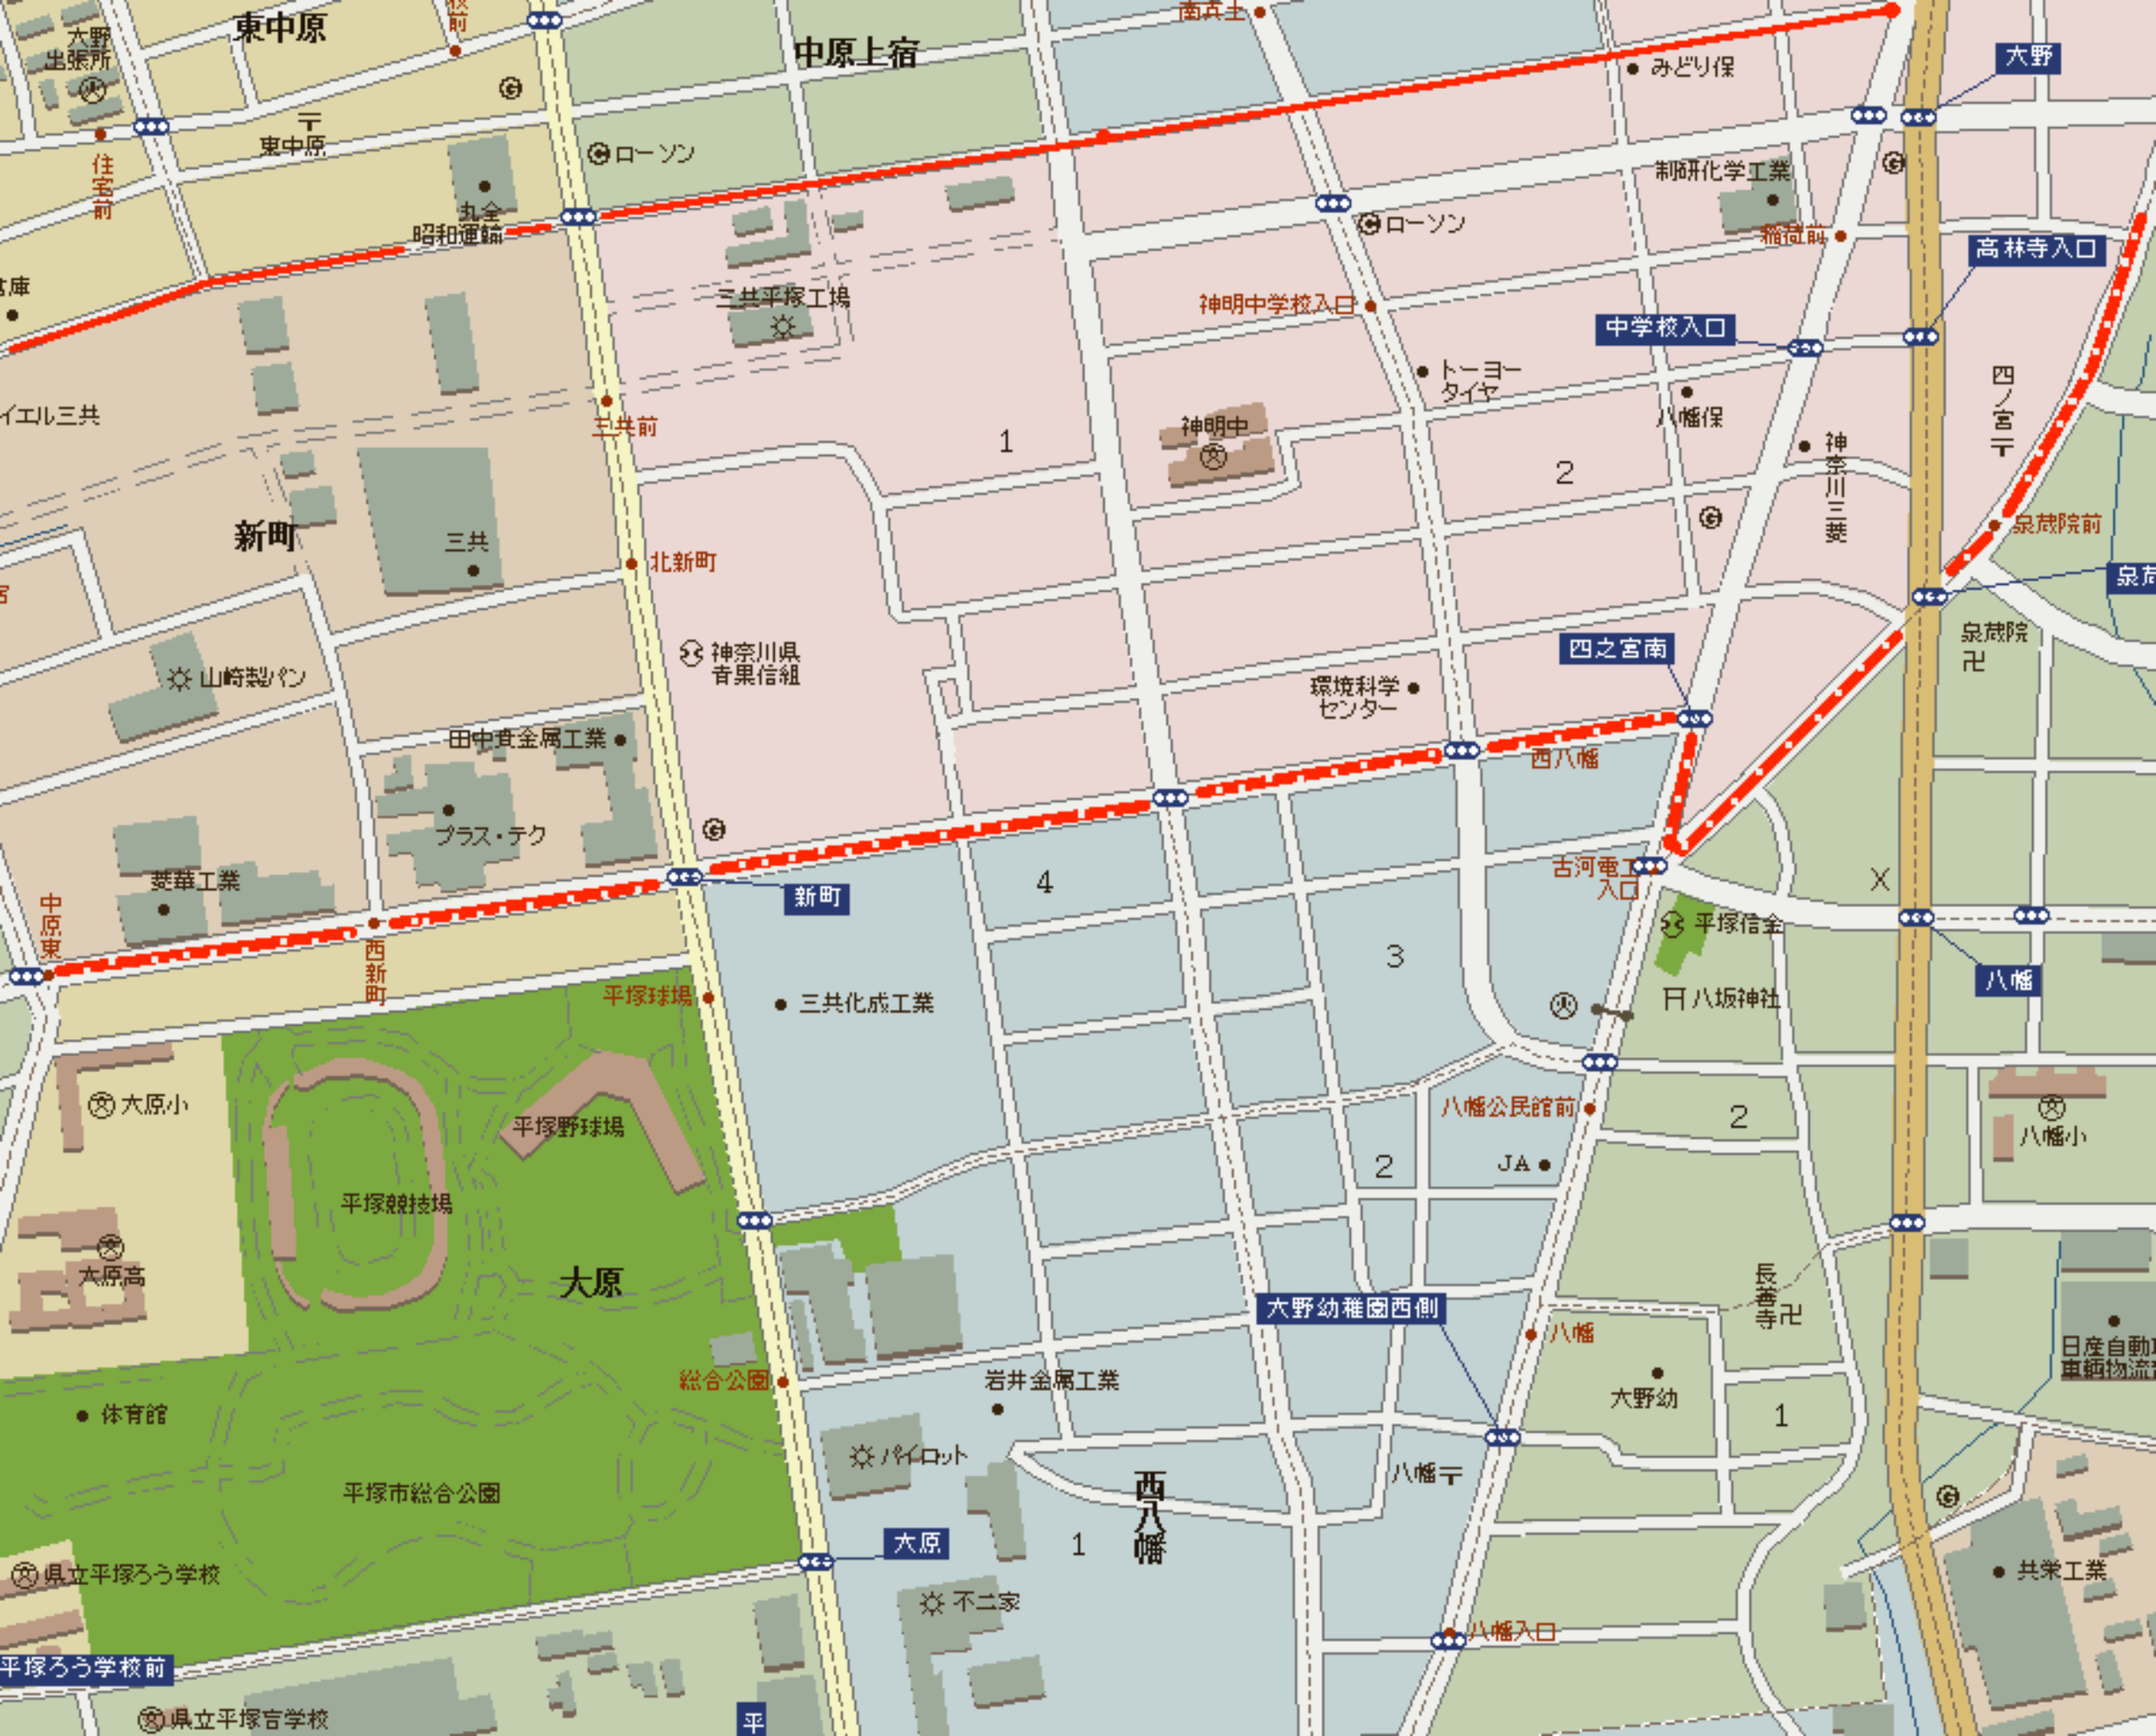 東中原
校前
大野
出張所
中原上宿
南真土
みどり保
大野
〒
東中原
ローソン
住宅前
丸全
昭和運輸
制研化学工業
ローソン
稲荷前
高林寺入口
倉庫
三共平塚工場
神明中学校入口
中学校入口
イエル三共
三共前
トーヨー
タイヤ
八幡保
四ノ宮〒
1
神明中
2
神奈川三菱
新町
三共
北新町
泉蔵院前
泉蔵
宮
神奈川県
青果信組
四之宮南
泉蔵院
卍
山崎製パン
環境科学
センター
田中貴金属工業
西八幡
プラス・テク
新町
4
古河電工
入口
X
菱華工業
中原東
西新町
平塚信金
3
平塚球場
三共化成工業
八坂神社
八幡
大原小
平塚野球場
八幡公民館前
2
八幡小
2
JA
平塚競技場
大原高
大原
大野幼稚園西側
八幡
長善寺卍
日産自動
車輌物流
総合公園
岩井金属工業
大野幼
1
体育館
パイロット
八幡〒
平塚市総合公園
西八幡
1
大原
県立平塚ろう学校
不二家
共栄工業
八幡入口
平塚ろう学校前
県立平塚盲学校
平